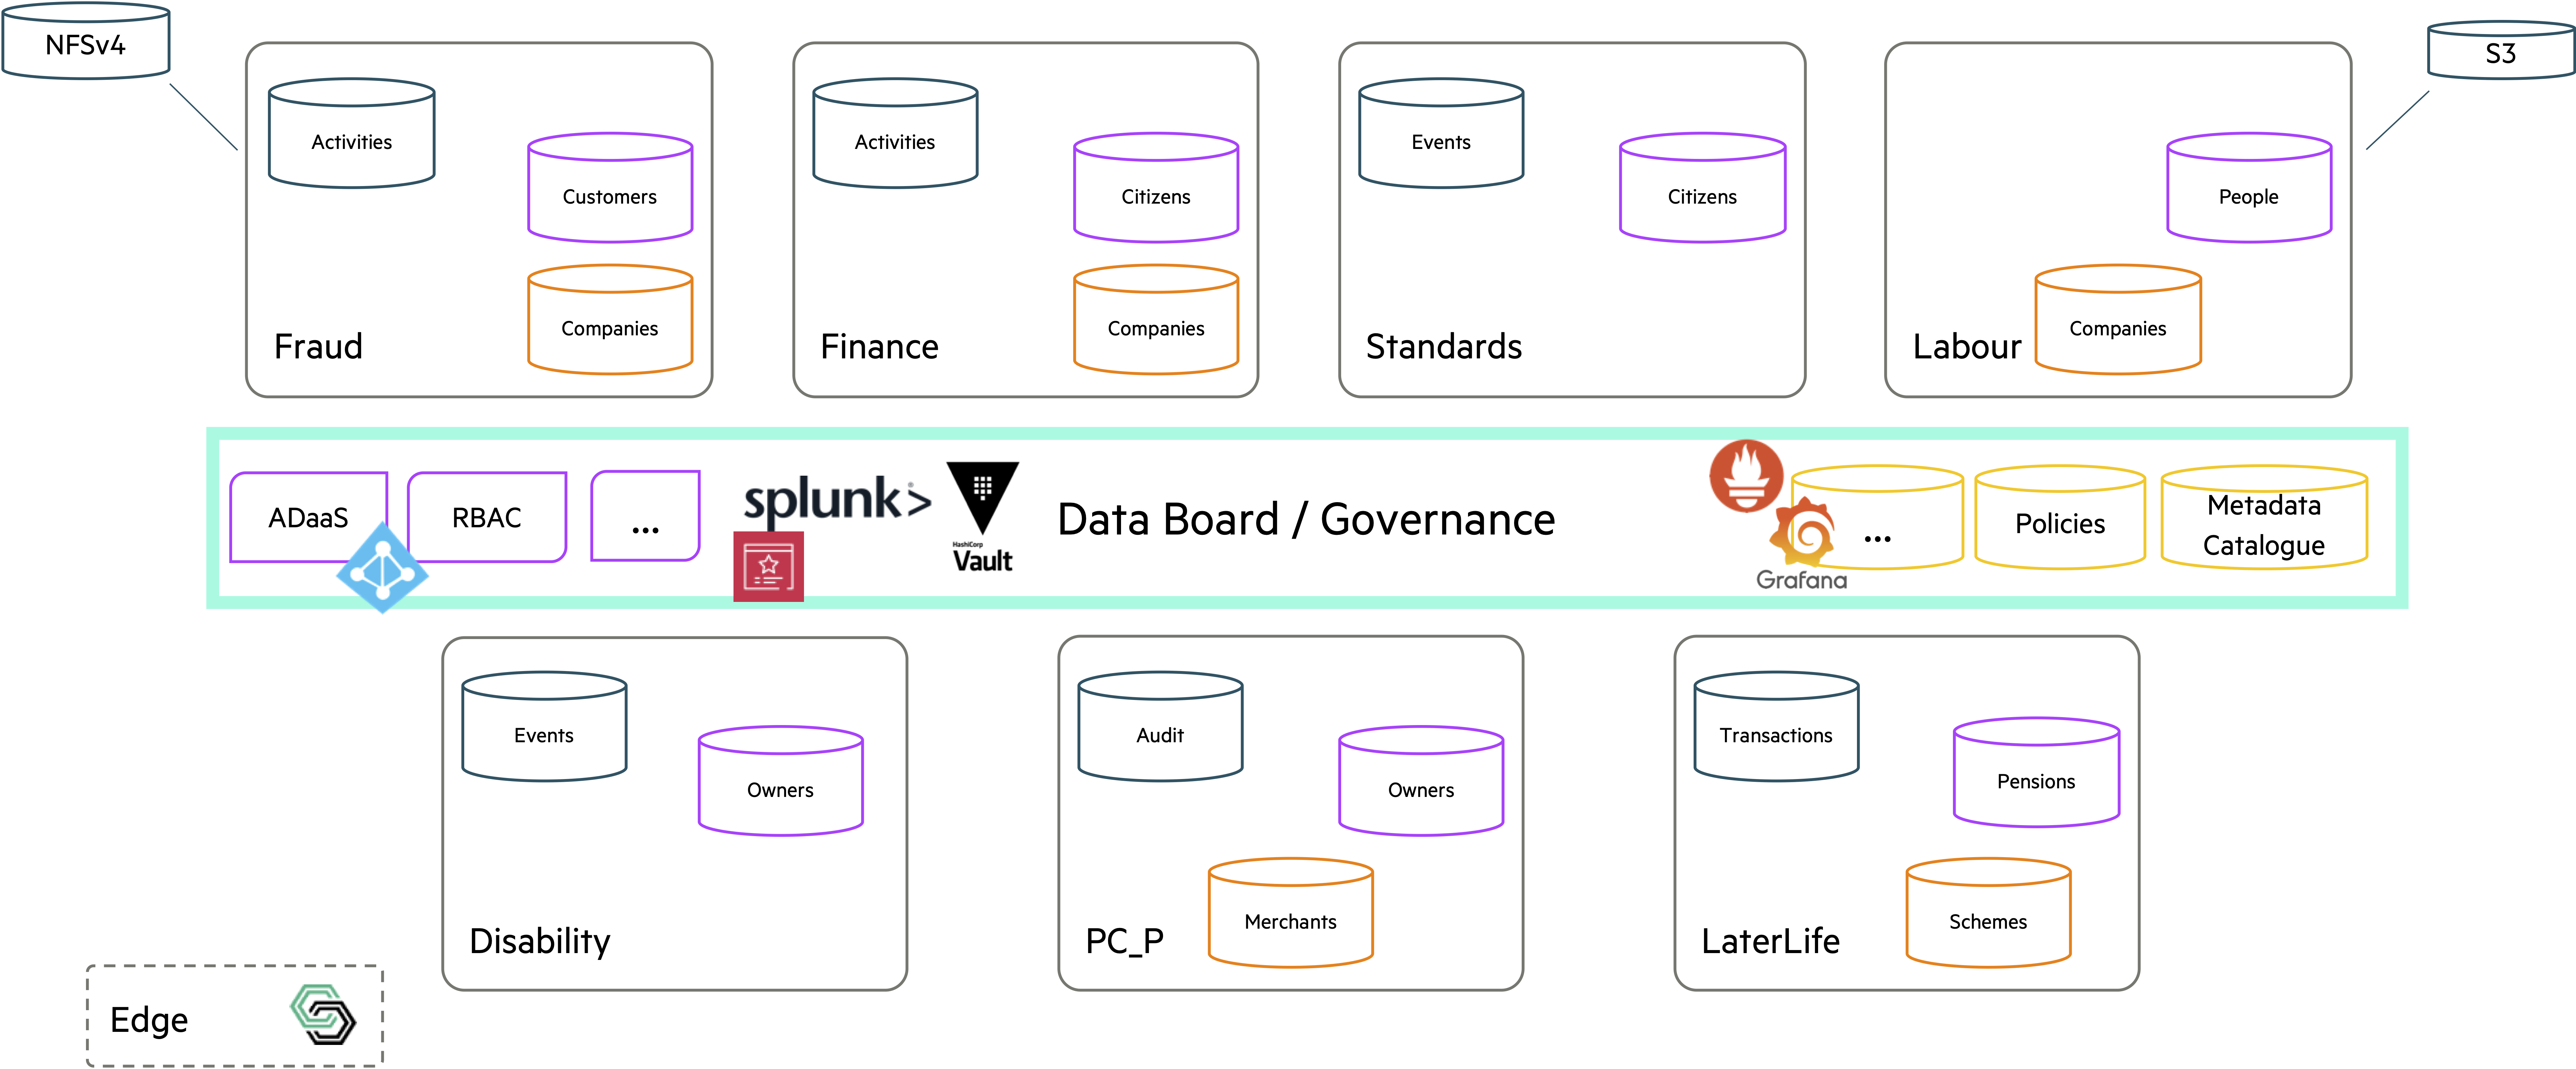 NFSv4
S3
Activities
Customers
Companies
Fraud
Activities
Citizens
Companies
Finance
Events
Citizens
Standards
People
Companies
Labour
ADaaS
RBAC
...
splunk>
HashiCorp
Vault
Data Board / Governance
Grafana
...
Policies
Metadata
Catalogue
Events
Owners
Disability
Audit
Owners
Merchants
PC_P
Transactions
Pensions
Schemes
LaterLife
Edge